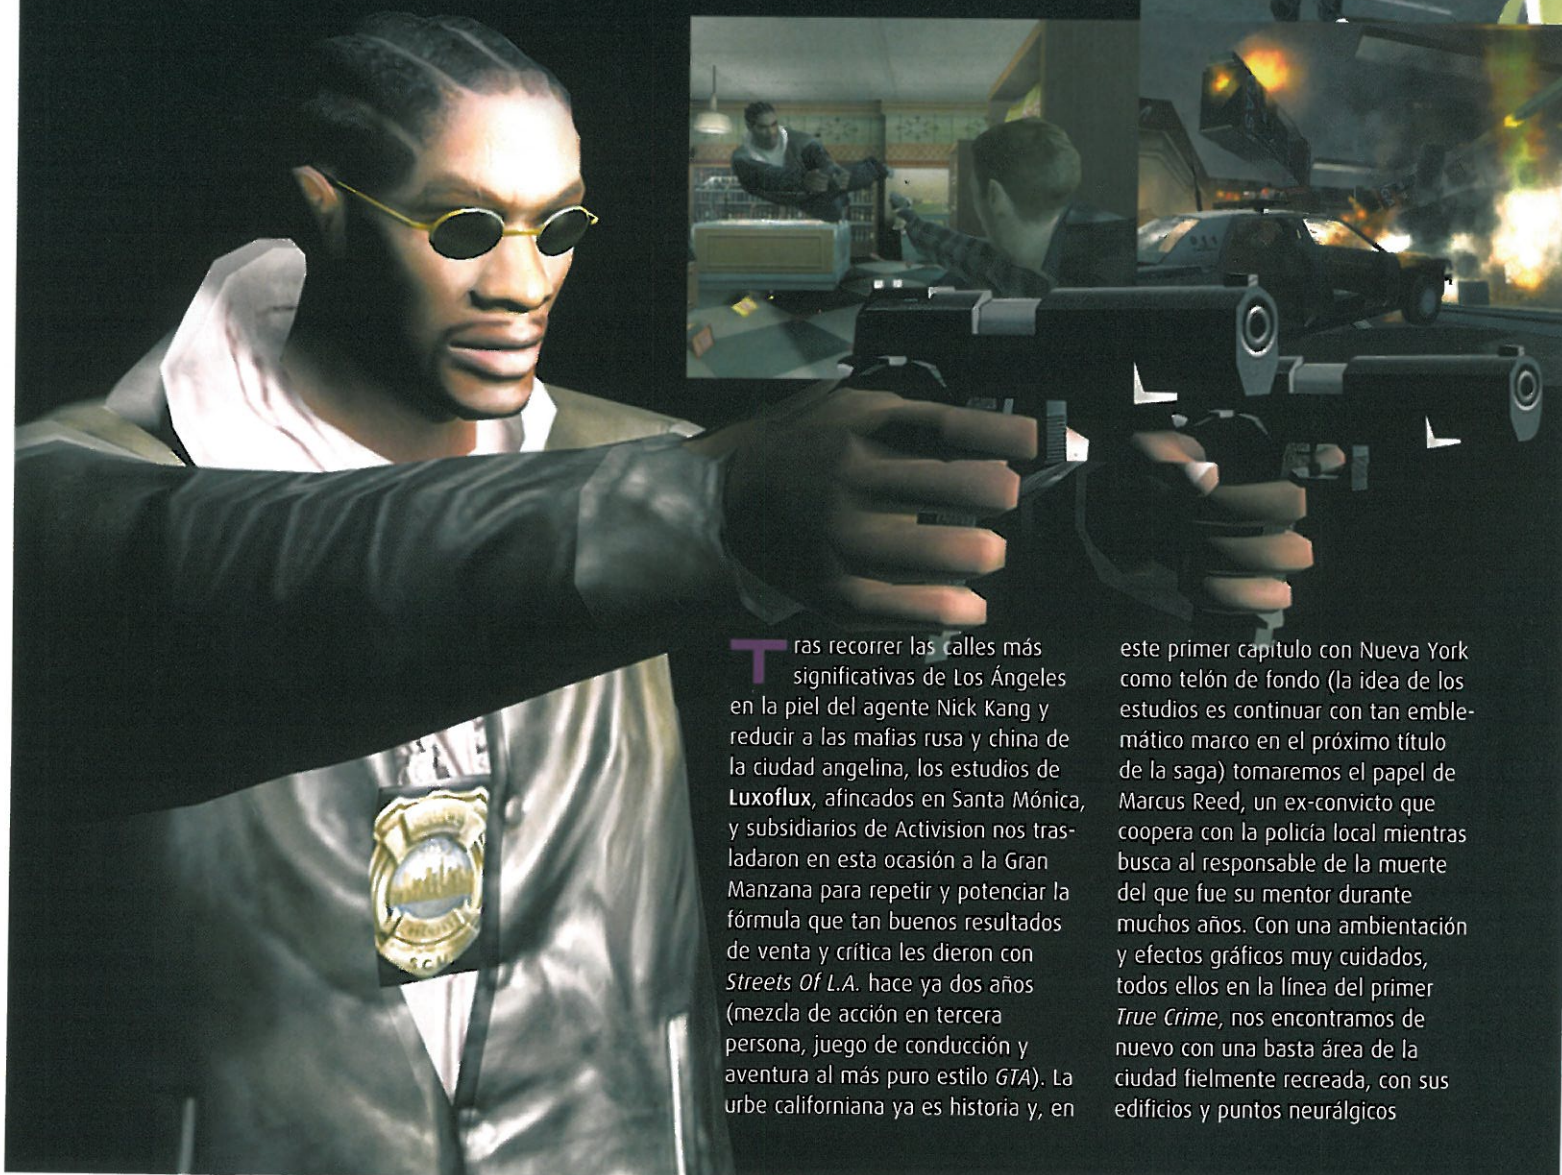 Tras recorrer las calles más
significativas de Los Ángeles
en la piel del agente Nick Kang y
reducir a las mafias rusa y china de
la ciudad angelina, los estudios de
Luxoflux, afincados en Santa Mónica,
y subsidiarios de Activision nos tras-
ladaron en esta ocasión a la Gran
Manzana para repetir y potenciar la
fórmula que tan buenos resultados
de venta y crítica les dieron con
Streets Of L.A. hace ya dos años
(mezcla de acción en tercera
persona, juego de conducción y
aventura al más puro estilo GTA). La
urbe californiana ya es historia y, en
este primer capítulo con Nueva York
como telón de fondo (la idea de los
estudios es continuar con tan emble-
mático marco en el próximo título
de la saga) tomaremos el papel de
Marcus Reed, un ex-convicto que
coopera con la policía local mientras
busca al responsable de la muerte
del que fue su mentor durante
muchos años. Con una ambientación
y efectos gráficos muy cuidados,
todos ellos en la línea del primer
True Crime, nos encontramos de
nuevo con una basta área de la
ciudad fielmente recreada, con sus
edificios y puntos neurálgicos